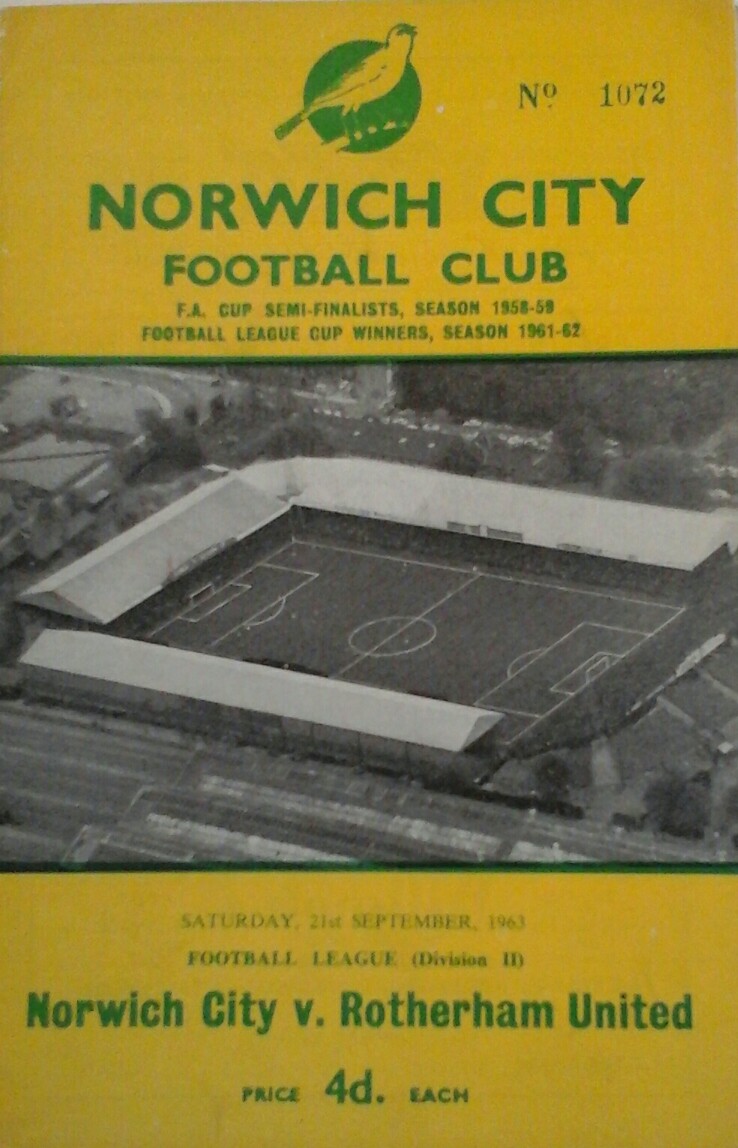 Nº 1072
NORWICH CITY
FOOTBALL CLUB
F.A. CUP SEMI-FINALISTS, SEASON 1958-59
FOOTBALL LEAGUE CUP WINNERS, SEASON 1961-62
SATURDAY, 21st SEPTEMBER, 1963
FOOTBALL LEAGUE (Division II)
Norwich City v. Rotherham United
PRICE 4d. EACH